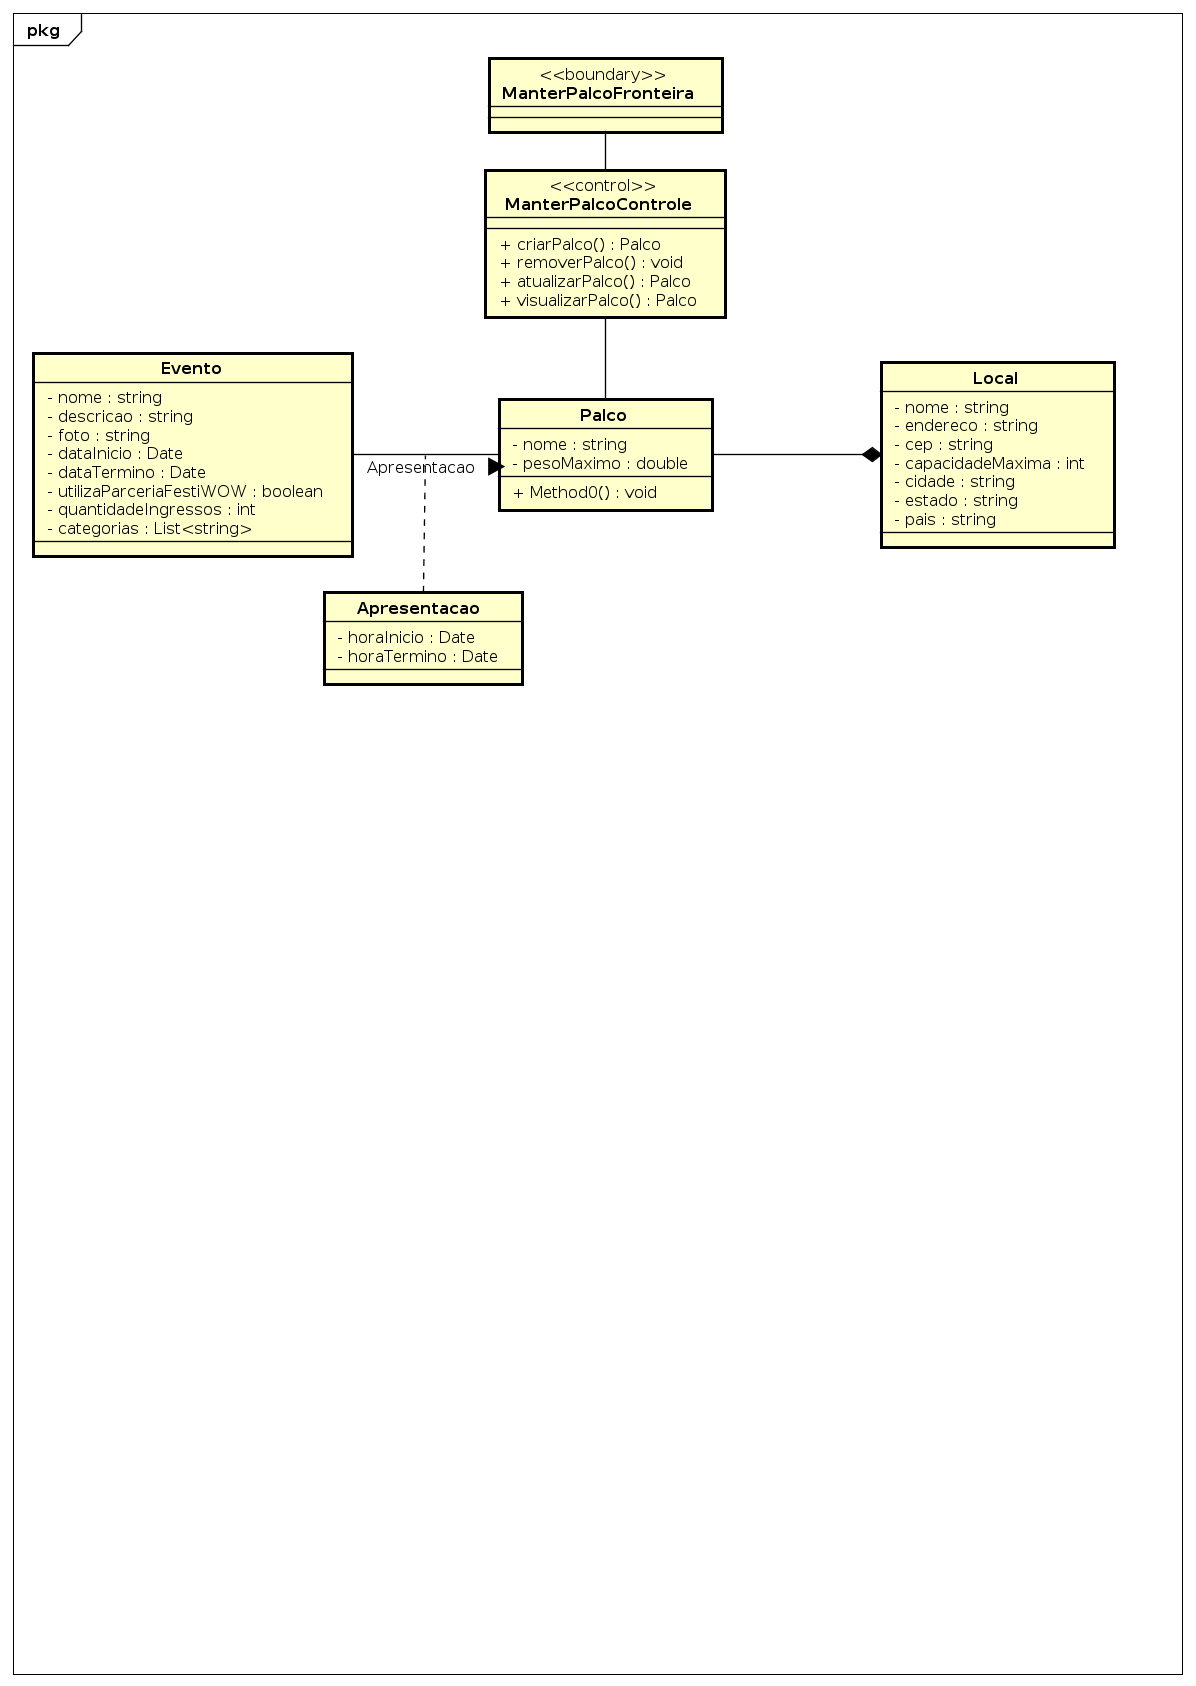 pkg
<<boundary>>
ManterPalcoFronteira
<<control>>
ManterPalcoControle
+ criarPalco() : Palco
+ removerPalco() : void
+ atualizarPalco() : Palco
+ visualizarPalco() : Palco
Evento
- nome : string
- descricao : string
- foto : string
- dataInicio : Date
- dataTermino : Date
- utilizaParceriaFestiWOW : boolean
- quantidadeIngressos : int
- categorias : List<string>
Apresentacao
Palco
- nome : string
- pesoMaximo : double
+ Method0() : void
Local
- nome : string
- endereco : string
- cep : string
- capacidadeMaxima : int
- cidade : string
- estado : string
- pais : string
Apresentacao
- horaInicio : Date
- horaTermino : Date